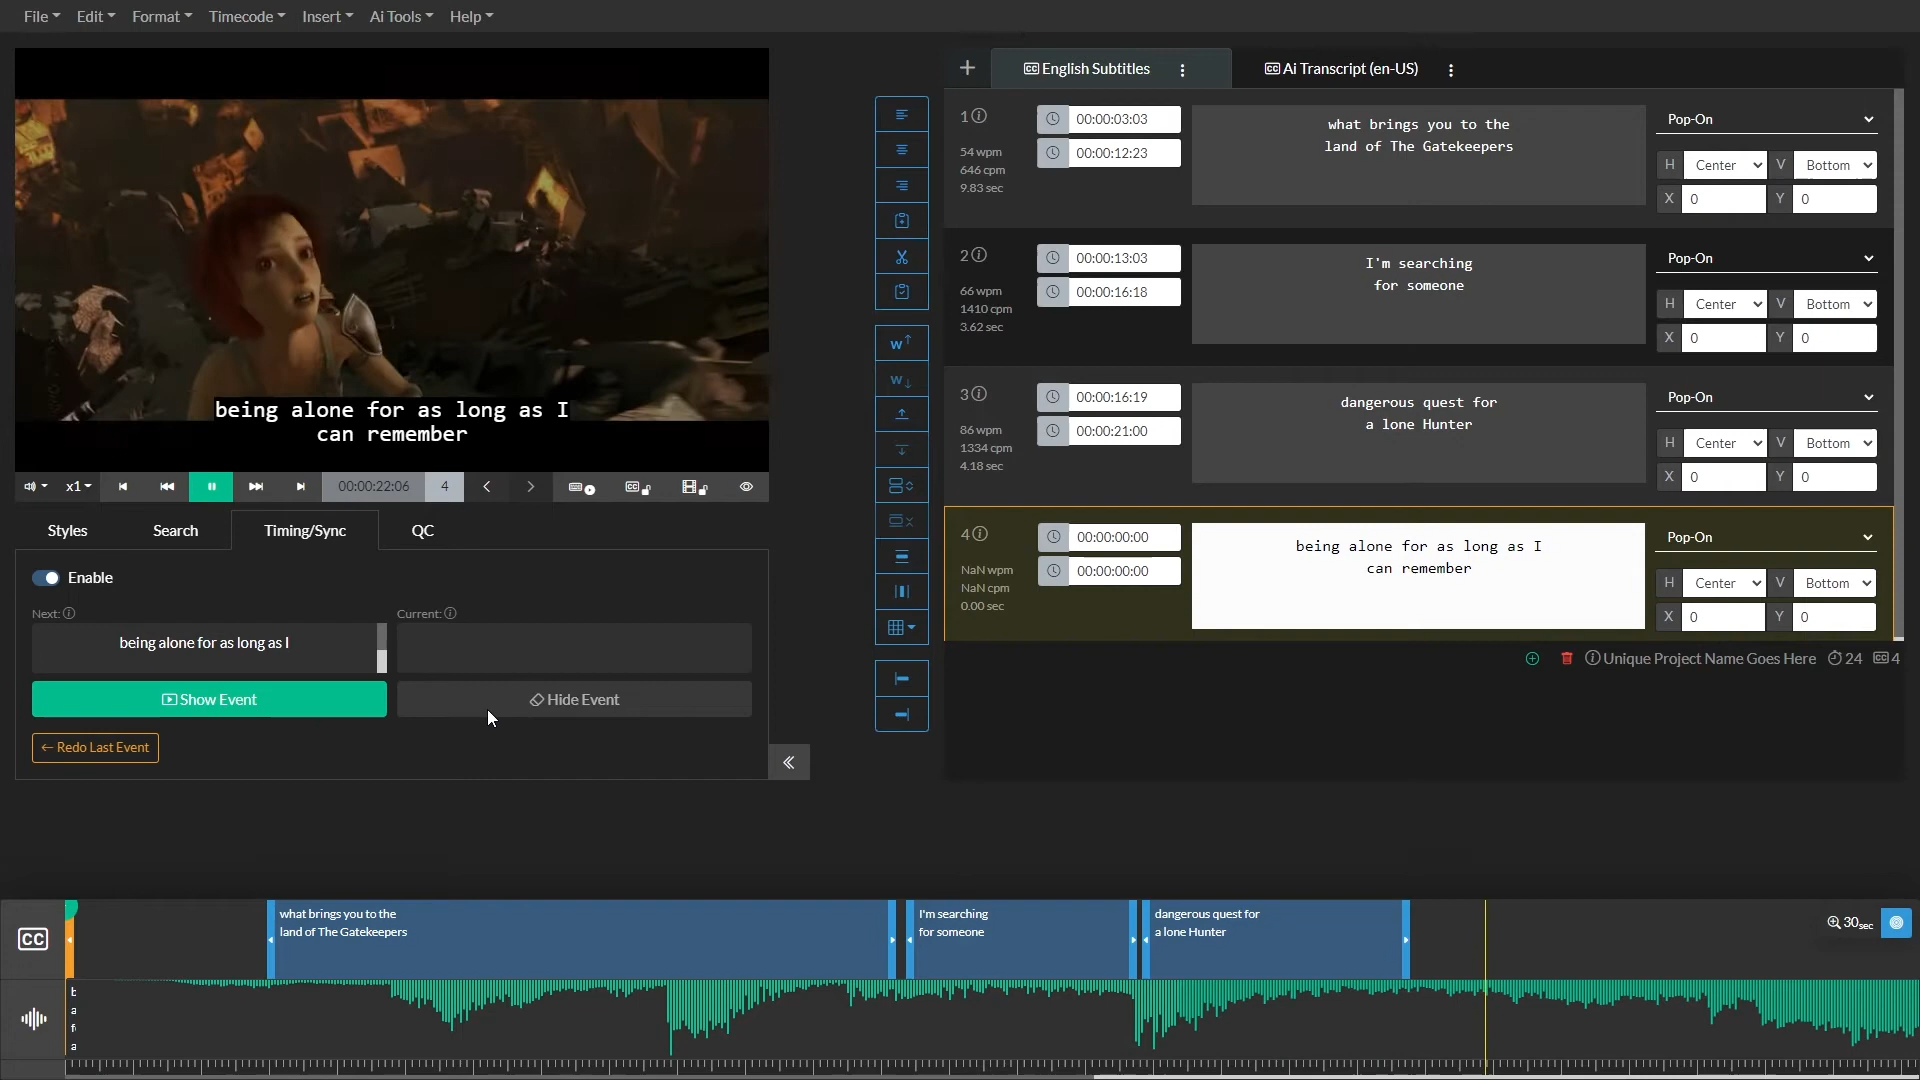 File Edit Format Timecode Insert Ai Tools Help
being alone for as long as I
can remember
x1 00:00:22:06 4
Styles Search Timing/Sync QC
Enable
Next: Current:
being alone for as long as I
Show Event Hide Event
← Redo Last Event
W↑
W↓
+ CC English Subtitles CC Ai Transcript (en-US)
1 00:00:03:03
00:00:12:23
54 wpm
646 cpm
9.83 sec
what brings you to the
land of The Gatekeepers
Pop-On
H Center V Bottom
X 0 Y 0
2 00:00:13:03
00:00:16:18
66 wpm
1410 cpm
3.62 sec
I'm searching
for someone
Pop-On
H Center V Bottom
X 0 Y 0
3 00:00:16:19
00:00:21:00
86 wpm
1334 cpm
4.18 sec
dangerous quest for
a lone Hunter
Pop-On
H Center V Bottom
X 0 Y 0
4 00:00:00:00
00:00:00:00
NaN wpm
NaN cpm
0.00 sec
being alone for as long as I
can remember
Pop-On
H Center V Bottom
X 0 Y 0
Unique Project Name Goes Here 24 CC 4
CC
what brings you to the
land of The Gatekeepers
I'm searching
for someone
dangerous quest for
a lone Hunter
30sec
b
a
f
a